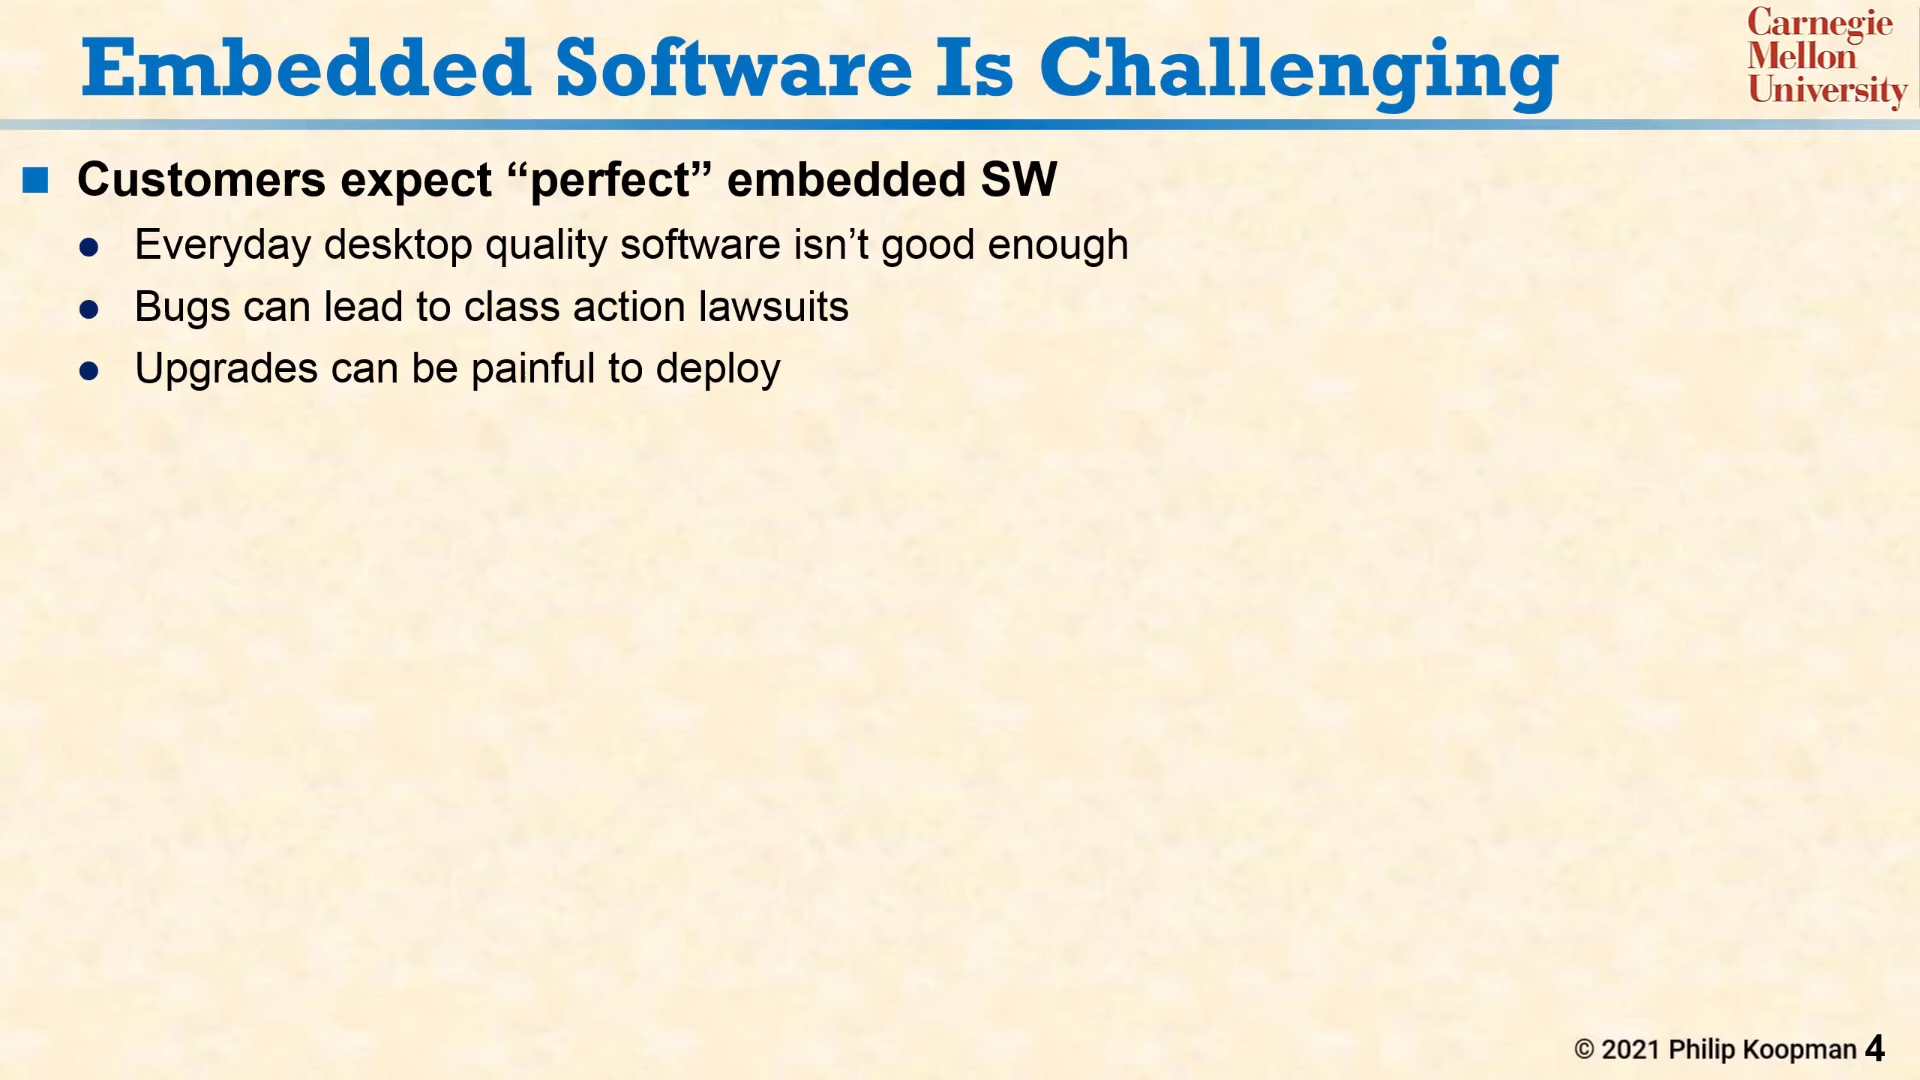 Embedded Software Is Challenging
Carnegie
Mellon
University
Customers expect “perfect” embedded SW
Everyday desktop quality software isn’t good enough
Bugs can lead to class action lawsuits
Upgrades can be painful to deploy
© 2021 Philip Koopman 4